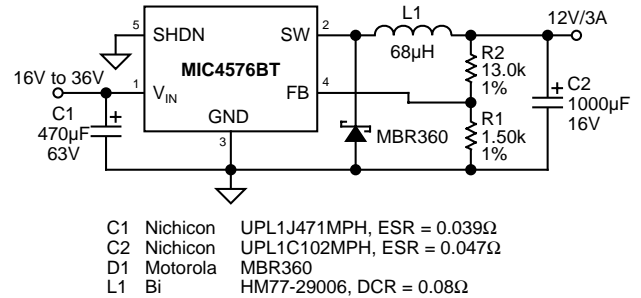 L1
12V/3A
5 SHDN SW 2
68µH
R2
13.0k
1%
MIC4576BT
16V to 36V
1 VIN FB 4
C2
1000µF
16V
C1
470µF
63V
GND
3
MBR360
R1
1.50k
1%
C1 Nichicon UPL1J471MPH, ESR = 0.039Ω
C2 Nichicon UPL1C102MPH, ESR = 0.047Ω
D1 Motorola MBR360
L1 Bi HM77-29006, DCR = 0.08Ω